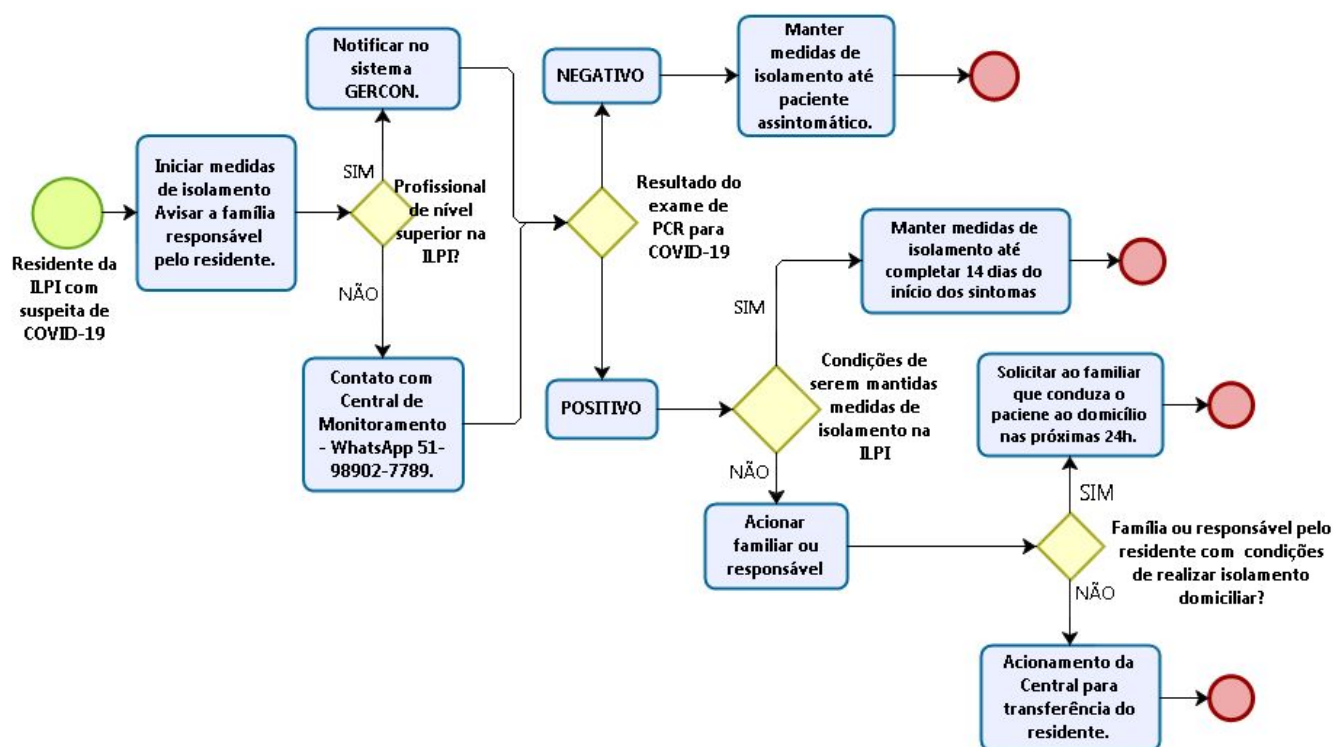 Residente da
ILPI com
suspeita de
COVID-19
Iniciar medidas
de isolamento
Avisar a família
responsável
pelo residente.
Notificar no
sistema
GERCON.
SIM
Profissional
de nível
superior na
ILPI?
NÃO
Contato com
Central de
Monitoramento
- WhatsApp 51-
98902-7789.
NEGATIVO
Manter
medidas de
isolamento até
paciente
assintomático.
Resultado do
exame de
PCR para
COVID-19
POSITIVO
SIM
Manter medidas de
isolamento até
completar 14 dias do
início dos sintomas
Condições de
serem mantidas
medidas de
isolamento na
ILPI
NÃO
Acionar
familiar ou
responsável
Solicitar ao familiar
que conduza o
paciene ao domicílio
nas próximas 24h.
SIM
Família ou responsável pelo
residente com condições
de realizar isolamento
domiciliar?
NÃO
Acionamento da
Central para
transferência do
residente.